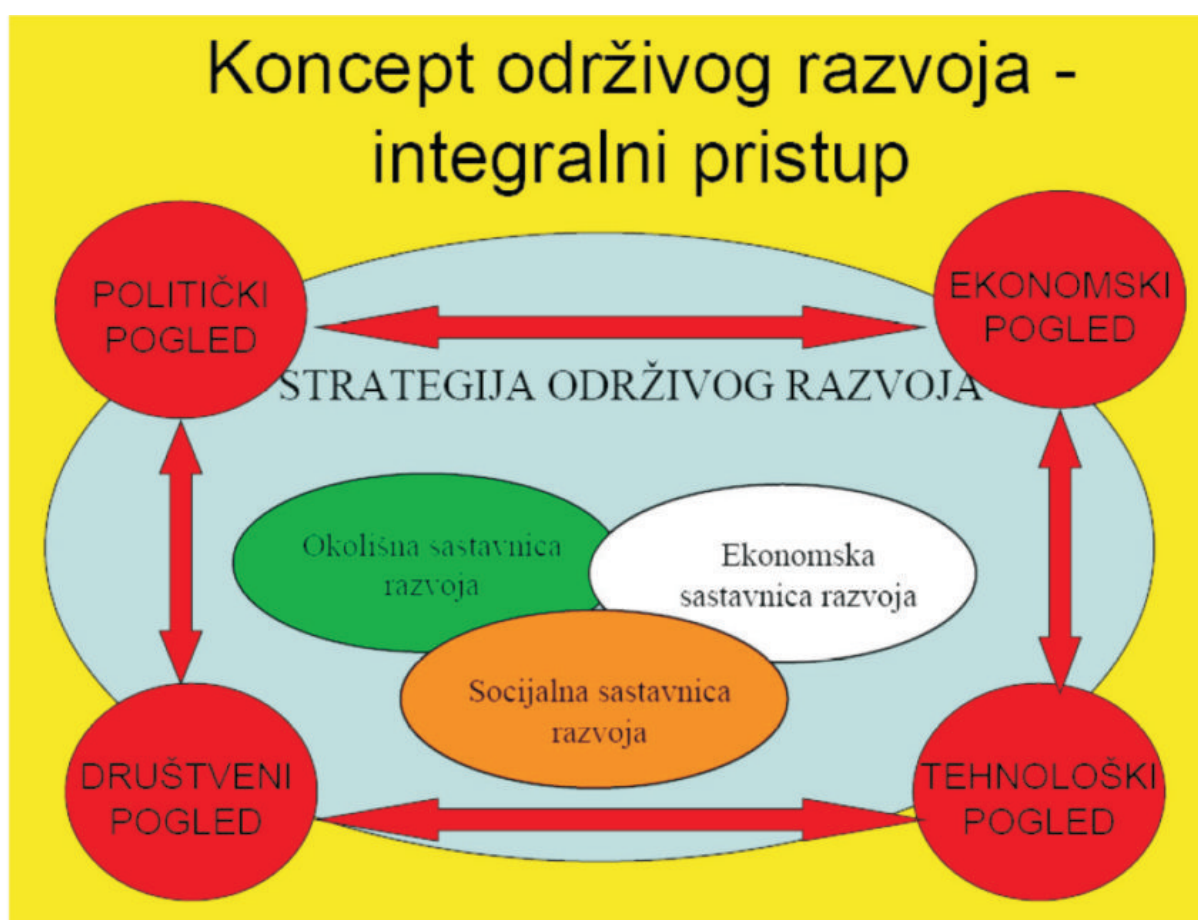 Koncept održivog razvoja -
integralni pristup
POLITIČKI
POGLED
EKONOMSKI
POGLED
STRATEGIJA ODRŽIVOG RAZVOJA
Okolišna sastavnica
razvoja
Ekonomska
sastavnica razvoja
Socijalna sastavnica
razvoja
DRUŠTVENI
POGLED
TEHNOLOŠKI
POGLED